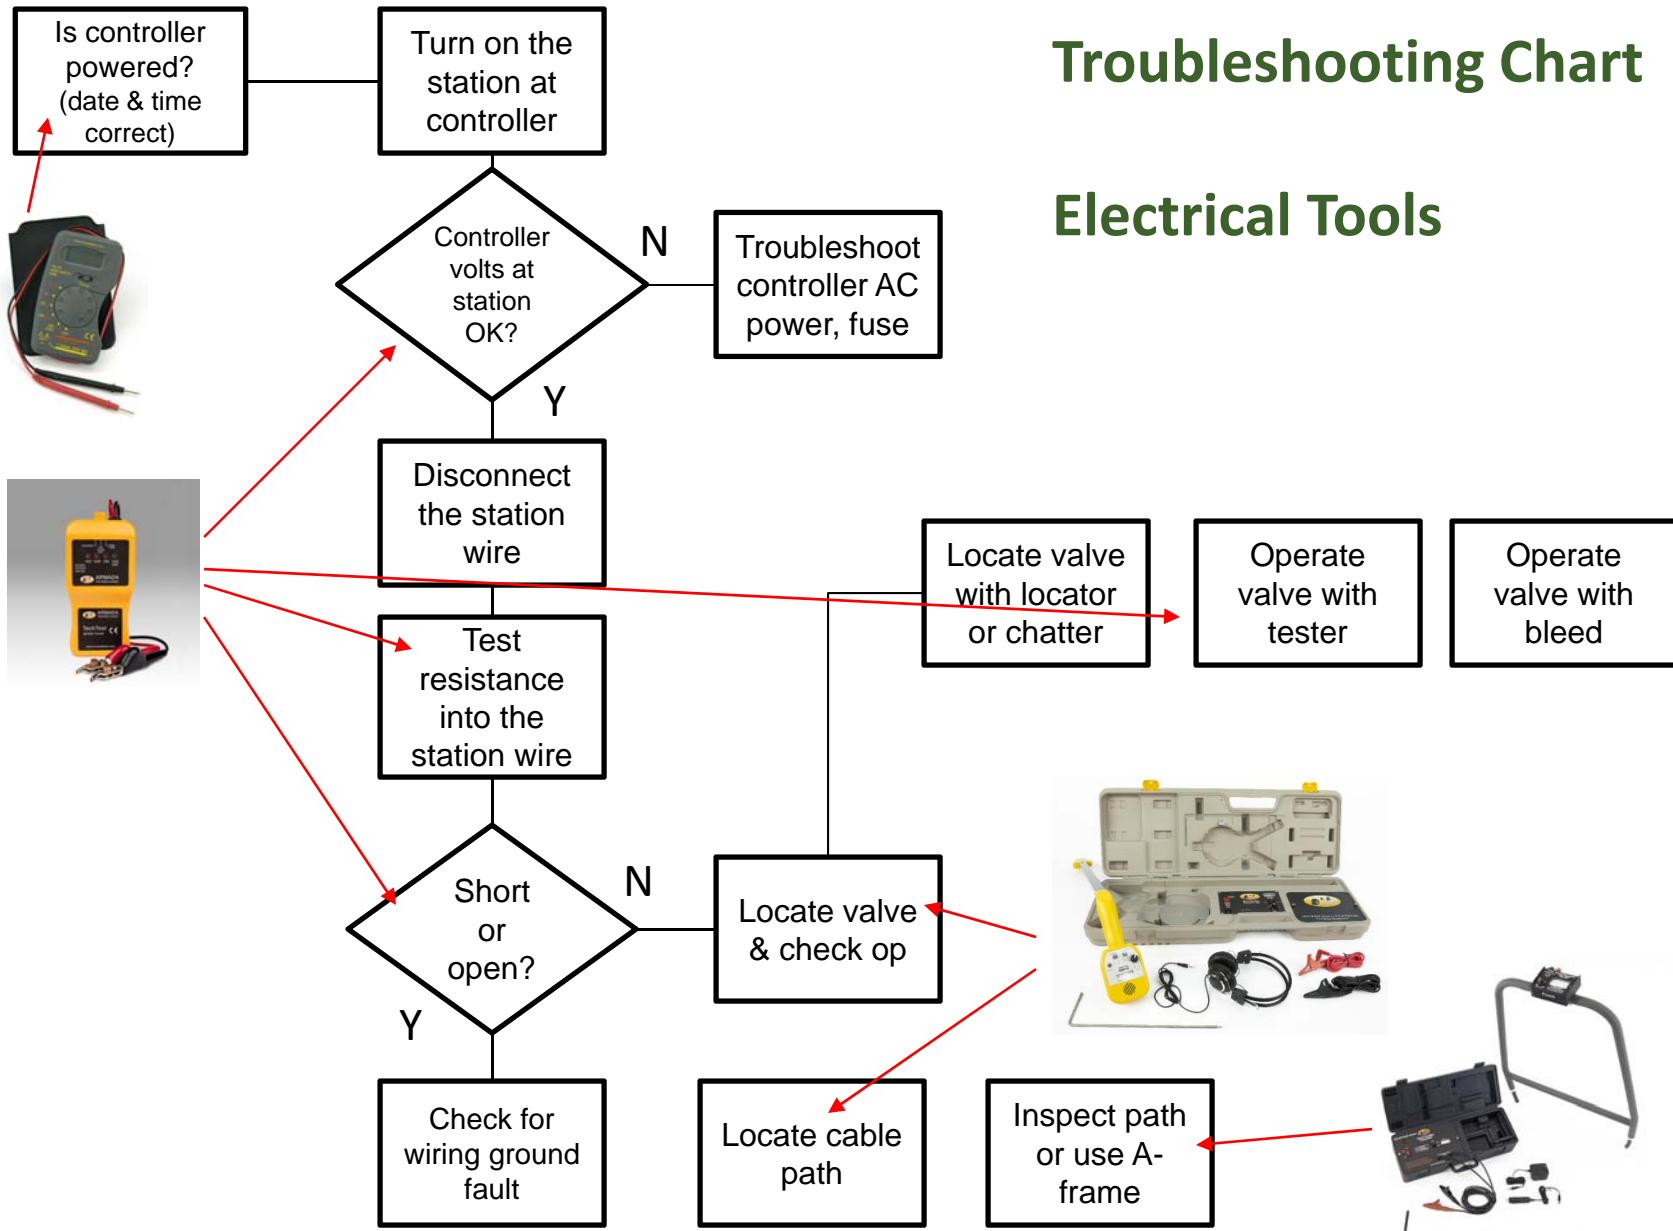 Troubleshooting Chart
Electrical Tools
Is controller
powered?
(date & time
correct)
Turn on the
station at
controller
Controller
volts at
station
OK?
N
Troubleshoot
controller AC
power, fuse
Y
Disconnect
the station
wire
Test
resistance
into the
station wire
Locate valve
with locator
or chatter
Operate
valve with
tester
Operate
valve with
bleed
Short
or
open?
N
Locate valve
& check op
Y
Check for
wiring ground
fault
Locate cable
path
Inspect path
or use A-
frame
ARMADA